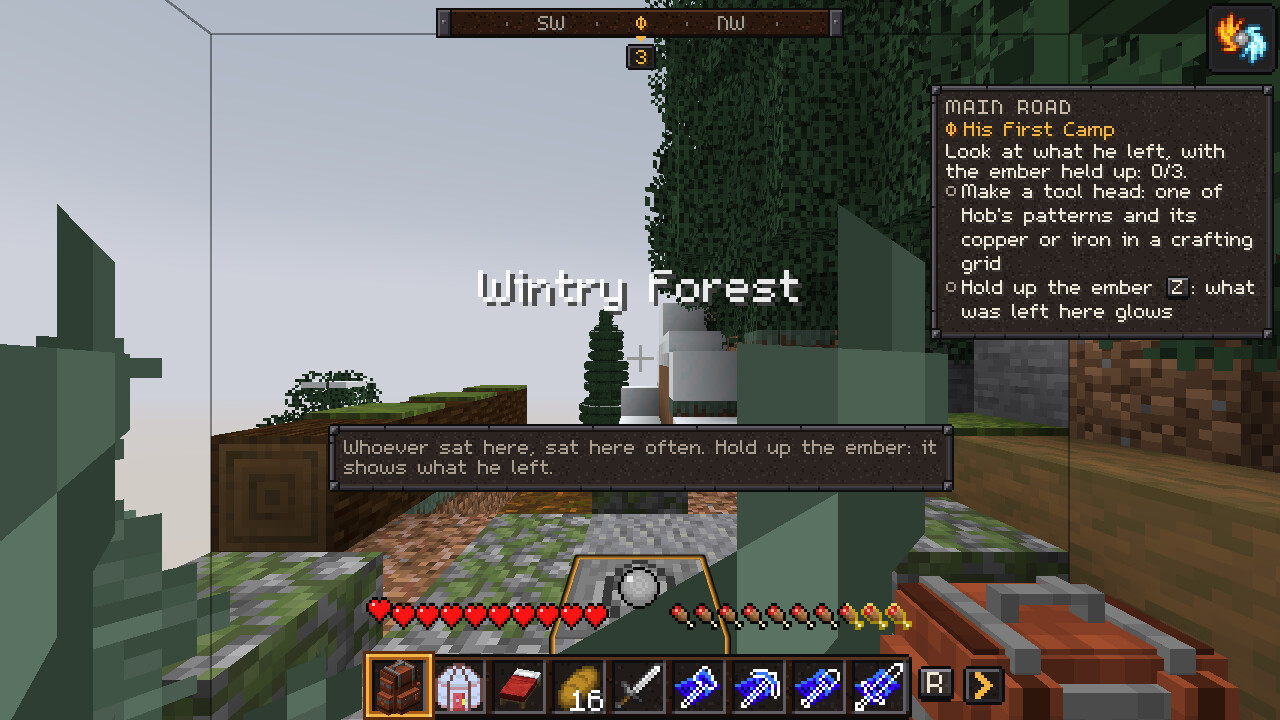 SW
NW
3
MAIN ROAD
His First Camp
Look at what he left, with
the ember held up: 0/3.
Make a tool head: one of
Hob's patterns and its
copper or iron in a crafting
grid
Hold up the ember Z: what
was left here glows
Wintry Forest
Whoever sat here, sat here often. Hold up the ember: it
shows what he left.
16
R